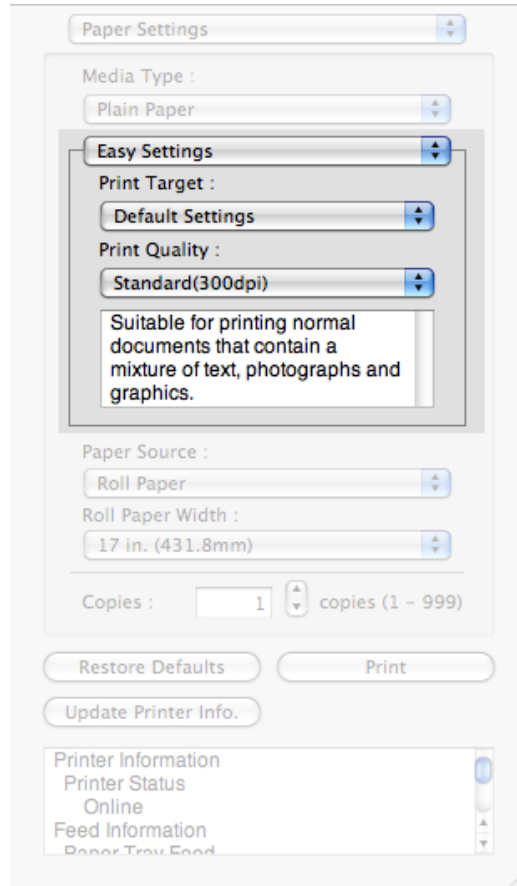 Paper Settings
Media Type :
Plain Paper
Easy Settings
Print Target :
Default Settings
Print Quality :
Standard(300dpi)
Suitable for printing normal
documents that contain a
mixture of text, photographs and
graphics.
Paper Source :
Roll Paper
Roll Paper Width :
17 in. (431.8mm)
Copies : 1 copies (1 – 999)
Restore Defaults Print
Update Printer Info.
Printer Information
Printer Status
Online
Feed Information
Paper Tray Feed